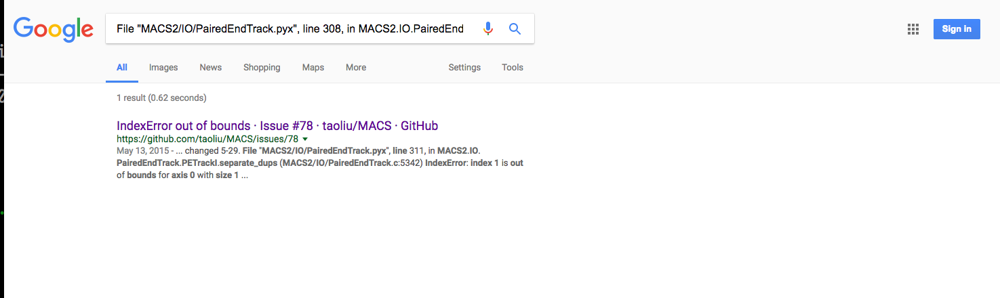 Google
File "MACS2/IO/PairedEndTrack.pyx", line 308, in MACS2.IO.PairedEnd
Sign in
All Images News Shopping Maps More Settings Tools
1 result (0.62 seconds)
IndexError out of bounds · Issue #78 · taoliu/MACS · GitHub
https://github.com/taoliu/MACS/issues/78
May 13, 2015 - ... changed 5-29. File "MACS2/IO/PairedEndTrack.pyx", line 311, in MACS2.IO.
PairedEndTrack.PETrackI.separate_dups (MACS2/IO/PairedEndTrack.c:5342) IndexError: index 1 is out
of bounds for axis 0 with size 1 ...